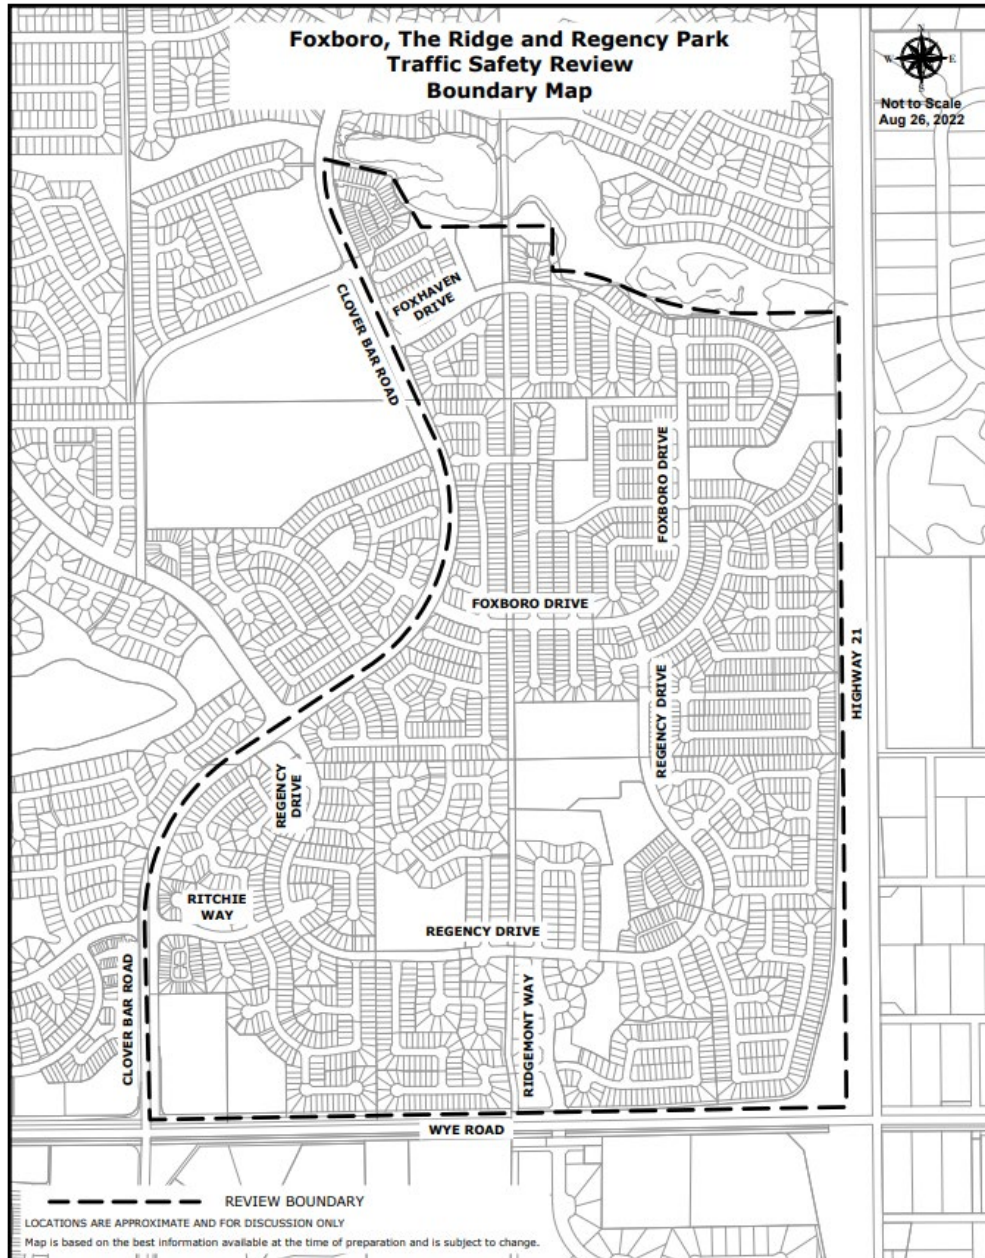 Foxboro, The Ridge and Regency Park
Traffic Safety Review
Boundary Map
N
W
E
S
Not to Scale
Aug 26, 2022
FOXHAVEN
DRIVE
CLOVER BAR ROAD
FOXBORO DRIVE
FOXBORO DRIVE
HIGHWAY 21
REGENCY DRIVE
REGENCY
DRIVE
RITCHIE
WAY
REGENCY DRIVE
CLOVER BAR ROAD
RIDGEMONT WAY
WYE ROAD
REVIEW BOUNDARY
LOCATIONS ARE APPROXIMATE AND FOR DISCUSSION ONLY
Map is based on the best information available at the time of preparation and is subject to change.